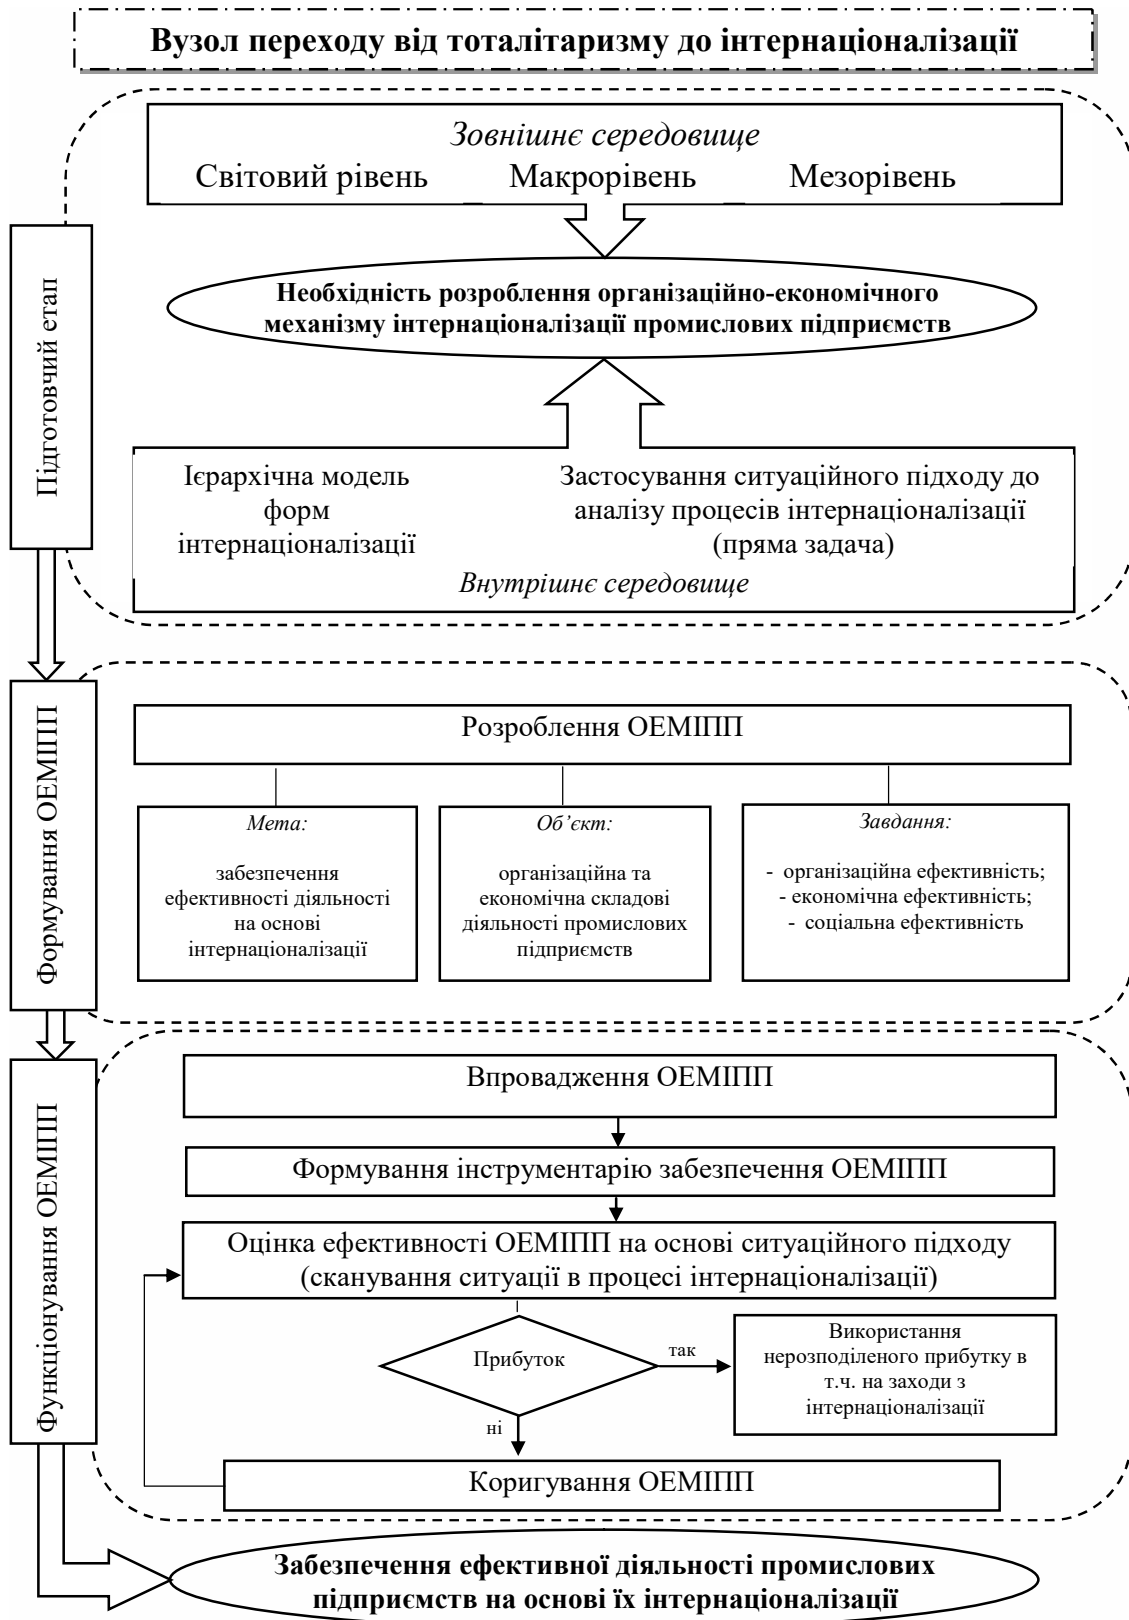 Вузол переходу від тоталітаризму до інтернаціоналізації
Зовнішнє середовище
Світовий рівень Макрорівень Мезорівень
Необхідність розроблення організаційно-економічного
механізму інтернаціоналізації промислових підприємств
Підготовчий етап
Ієрархічна модель
форм
інтернаціоналізації
Застосування ситуаційного підходу до
аналізу процесів інтернаціоналізації
(пряма задача)
Внутрішнє середовище
Формування ОЕМІПП
Розроблення ОЕМІПП
Мета:
забезпечення
ефективності діяльності
на основі
інтернаціоналізації
Об’єкт:
організаційна та
економічна складові
діяльності промислових
підприємств
Завдання:
- організаційна ефективність;
- економічна ефективність;
- соціальна ефективність
Функціонування ОЕМІПП
Впровадження ОЕМІПП
Формування інструментарію забезпечення ОЕМІПП
Оцінка ефективності ОЕМІПП на основі ситуаційного підходу
(сканування ситуації в процесі інтернаціоналізації)
Прибуток
так
Використання
нерозподіленого прибутку в
т.ч. на заходи з
інтернаціоналізації
ні
Коригування ОЕМІПП
Забезпечення ефективної діяльності промислових
підприємств на основі їх інтернаціоналізації